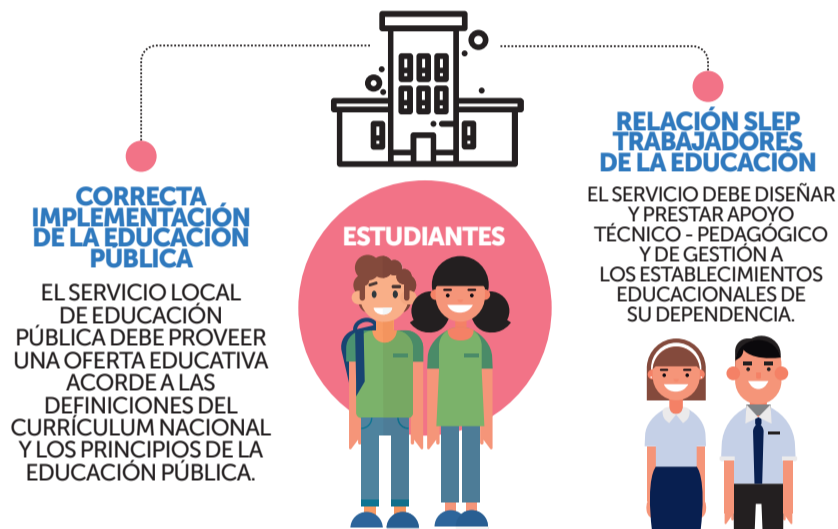 CORRECTA
IMPLEMENTACIÓN
DE LA EDUCACIÓN
PÚBLICA
EL SERVICIO LOCAL
DE EDUCACIÓN
PÚBLICA DEBE PROVEER
UNA OFERTA EDUCATIVA
ACORDE A LAS
DEFINICIONES DEL
CURRÍCULUM NACIONAL
Y LOS PRINCIPIOS DE LA
EDUCACIÓN PÚBLICA.
ESTUDIANTES
RELACIÓN SLEP
TRABAJADORES
DE LA EDUCACIÓN
EL SERVICIO DEBE DISEÑAR
Y PRESTAR APOYO
TÉCNICO - PEDAGÓGICO
Y DE GESTIÓN A
LOS ESTABLECIMIENTOS
EDUCACIONALES DE
SU DEPENDENCIA.